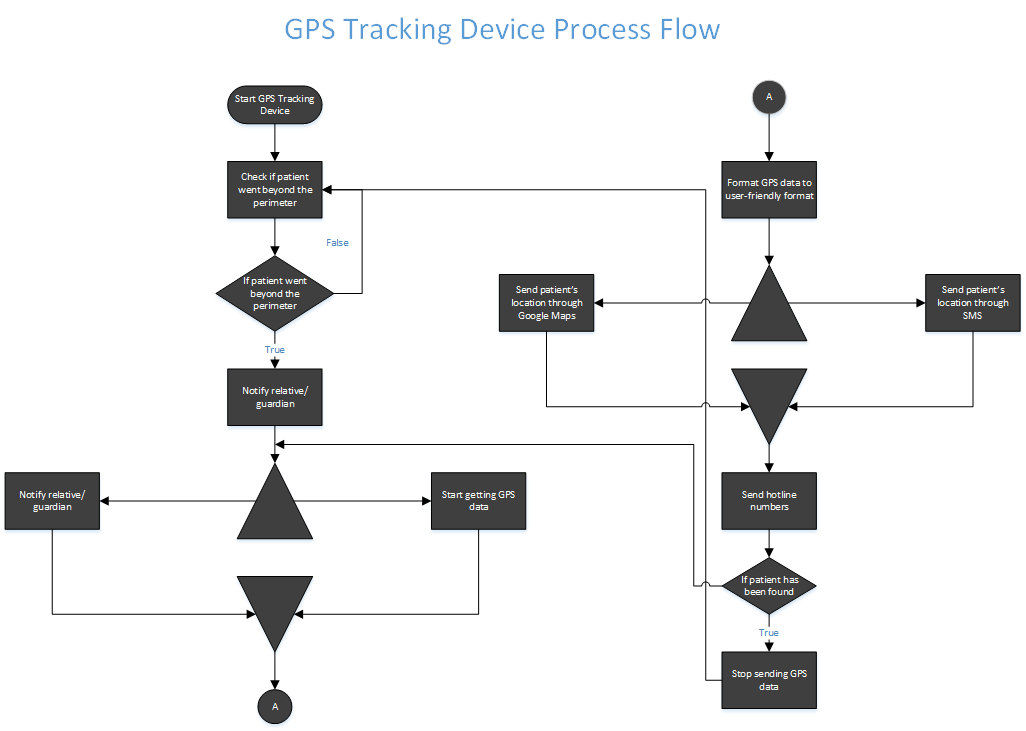 GPS Tracking Device Process Flow
Start GPS Tracking
Device
Check if patient
went beyond the
perimeter
False
If patient went
beyond the
perimeter
True
Notify relative/
guardian
Notify relative/
guardian
Start getting GPS
data
A
A
Format GPS data to
user-friendly format
Send patient's
location through
Google Maps
Send patient's
location through
SMS
Send hotline
numbers
If patient has
been found
True
Stop sending GPS
data